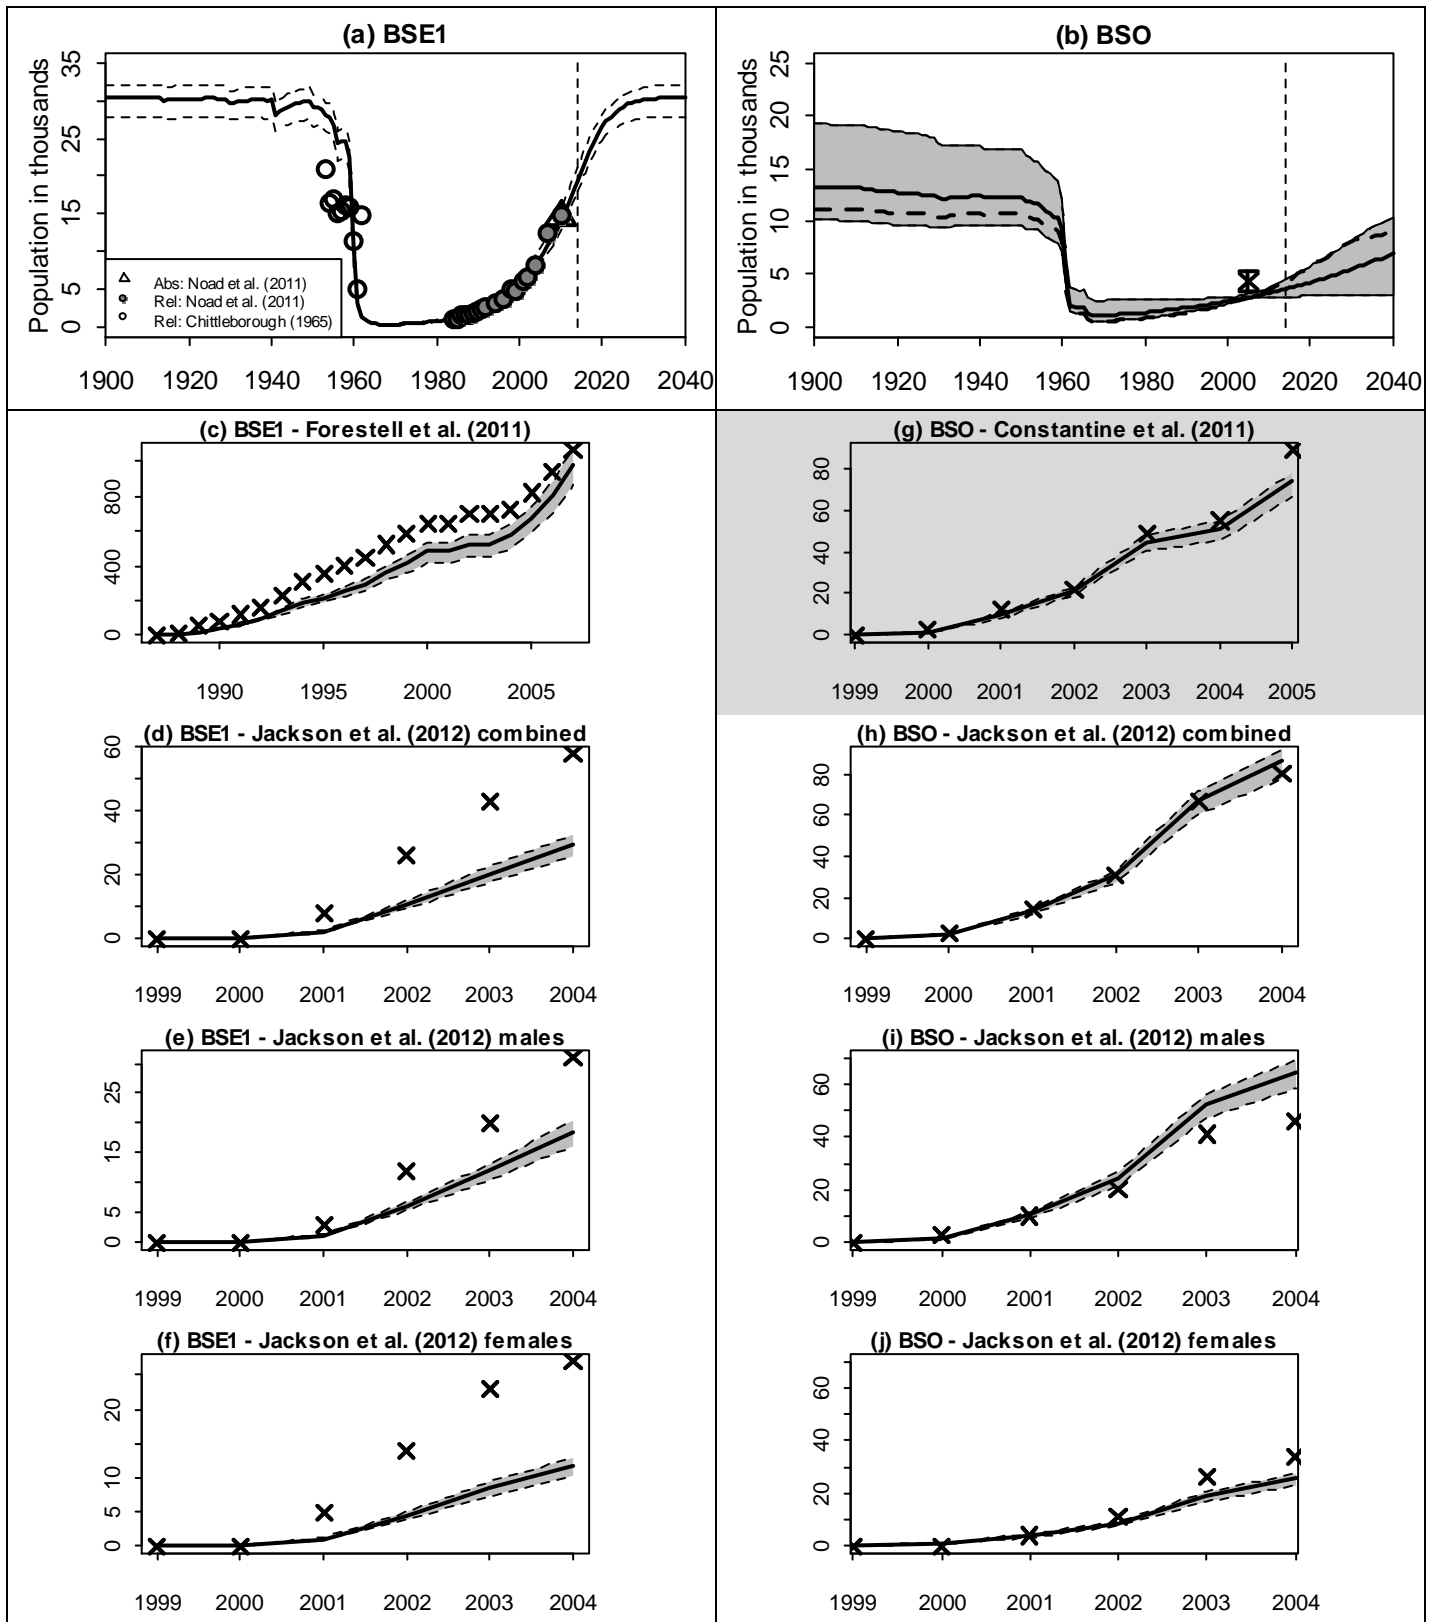 (a) BSE1
Population in thousands
35
25
15
5
0
Abs: Noad et al. (2011)
Rel: Noad et al. (2011)
Rel: Chittleborough (1965)
1900 1920 1940 1960 1980 2000 2020 2040
(b) BSO
Population in thousands
25
20
15
10
5
0
1900 1920 1940 1960 1980 2000 2020 2040
(c) BSE1 - Forestell et al. (2011)
800
400
0
1990 1995 2000 2005
(d) BSE1 - Jackson et al. (2012) combined
60
40
20
0
1999 2000 2001 2002 2003 2004
(e) BSE1 - Jackson et al. (2012) males
25
15
5
0
1999 2000 2001 2002 2003 2004
(f) BSE1 - Jackson et al. (2012) females
20
10
5
0
1999 2000 2001 2002 2003 2004
(g) BSO - Constantine et al. (2011)
80
60
40
20
0
1999 2000 2001 2002 2003 2004 2005
(h) BSO - Jackson et al. (2012) combined
80
60
40
20
0
1999 2000 2001 2002 2003 2004
(i) BSO - Jackson et al. (2012) males
60
40
20
0
1999 2000 2001 2002 2003 2004
(j) BSO - Jackson et al. (2012) females
60
40
20
0
1999 2000 2001 2002 2003 2004